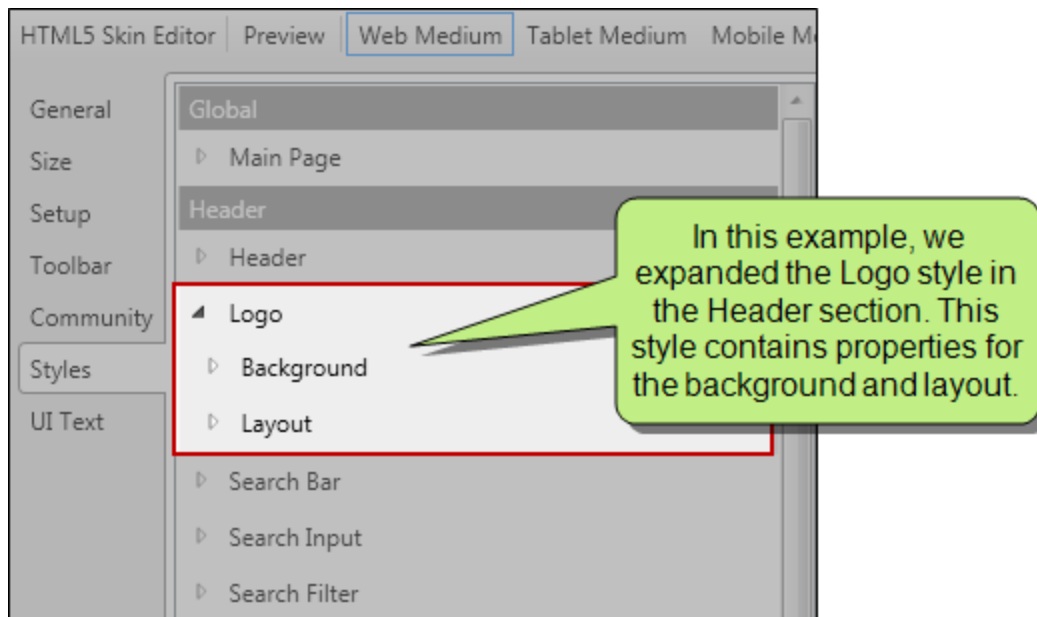 HTML5 Skin Editor Preview Web Medium Tablet Medium Mobile
General
Size
Setup
Toolbar
Community
Styles
UI Text
Global
Main Page
Header
Header
Logo
Background
Layout
Search Bar
Search Input
Search Filter
In this example, we
expanded the Logo style in
the Header section. This
style contains properties for
the background and layout.